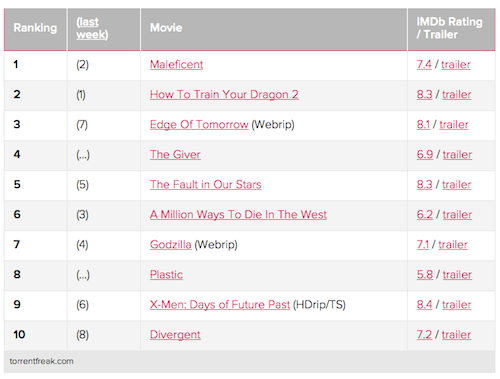 Ranking (last week) Movie IMDb Rating / Trailer
1 (2) Maleficent 7.4 / trailer
2 (1) How To Train Your Dragon 2 8.3 / trailer
3 (7) Edge Of Tomorrow (Webrip) 8.1 / trailer
4 (...) The Giver 6.9 / trailer
5 (5) The Fault in Our Stars 8.3 / trailer
6 (3) A Million Ways To Die In The West 6.2 / trailer
7 (4) Godzilla (Webrip) 7.1 / trailer
8 (...) Plastic 5.8 / trailer
9 (6) X-Men: Days of Future Past (HDrip/TS) 8.4 / trailer
10 (8) Divergent 7.2 / trailer
torrentfreak.com